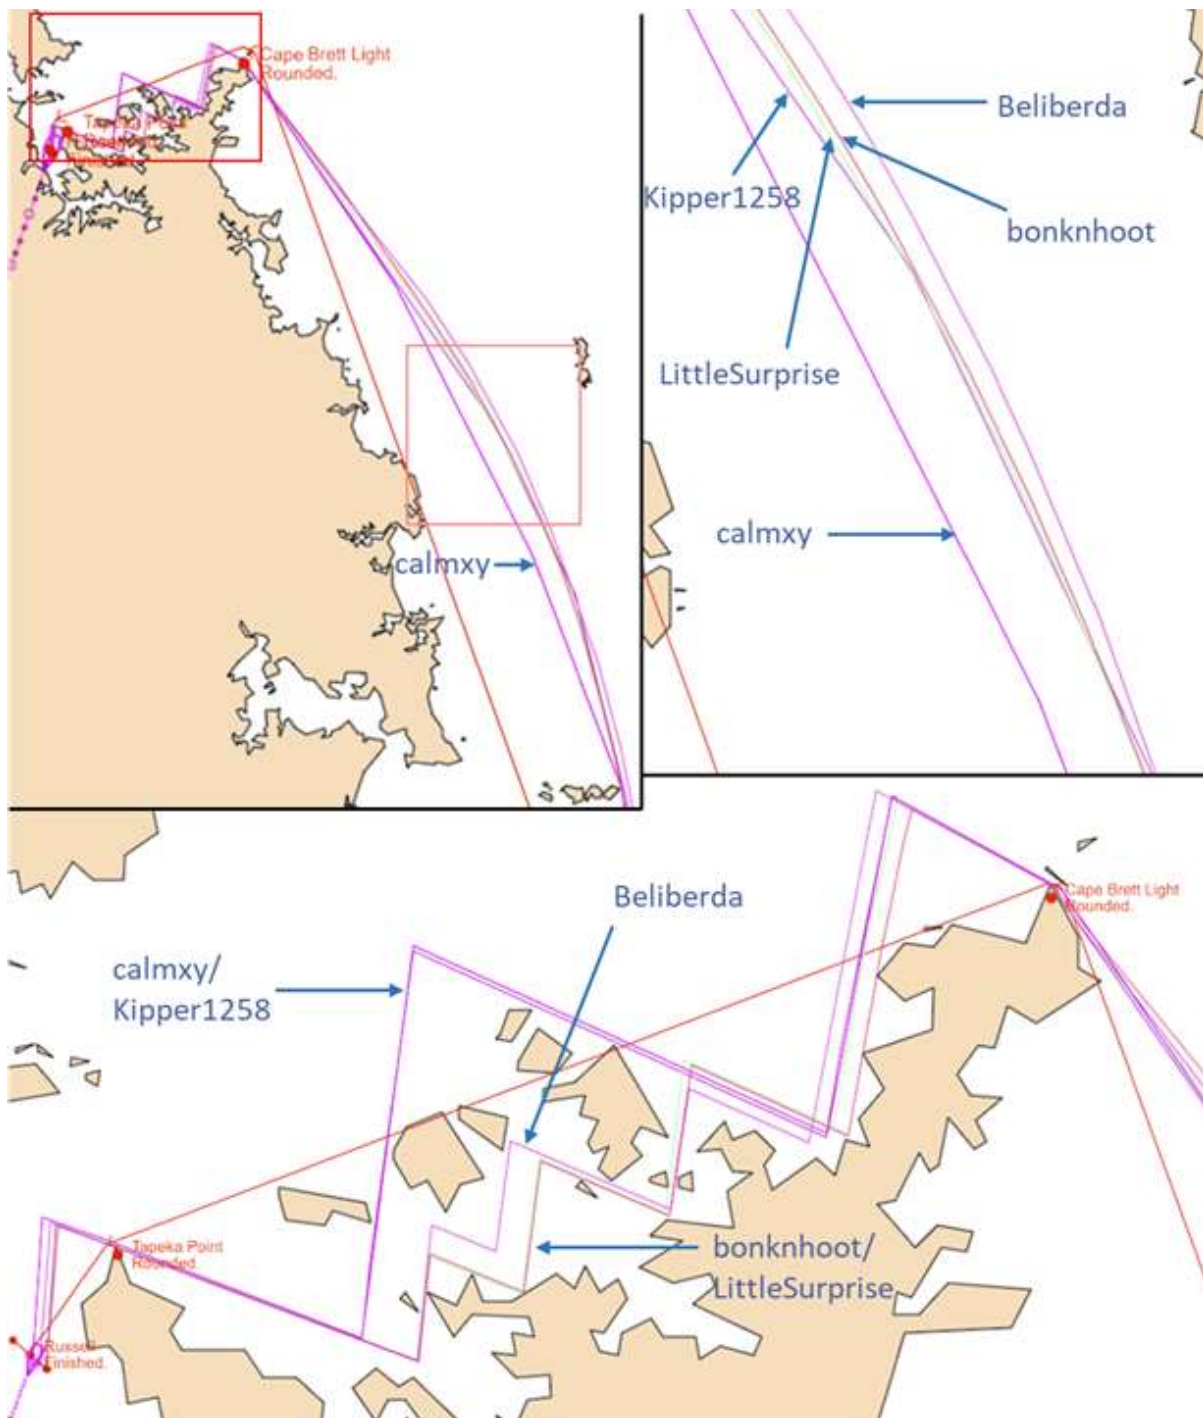 Cape Brett Light
Rounded.
calmxy
Beliberda
Kipper1258
bonknhoot
LittleSurprise
calmxy
Beliberda
Cape Brett Light
Rounded.
calmxy/
Kipper1258
Tapeka Point
Rounded.
bonknhoot/
LittleSurprise
Russell
Finished.